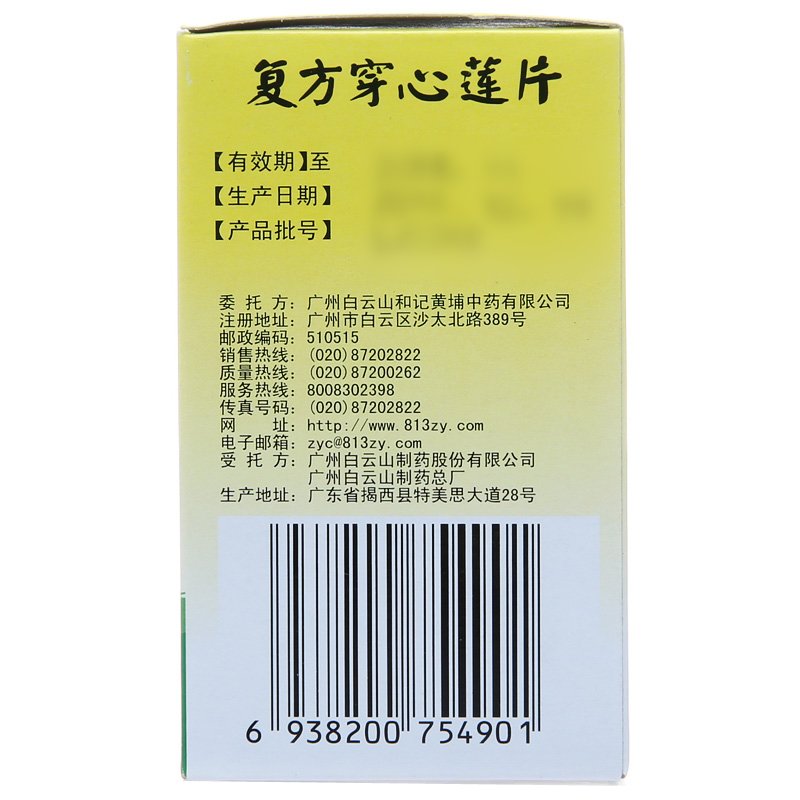 复方穿心莲片
【有效期】至
【生产日期】
【产品批号】
委 托 方：广州白云山和记黄埔中药有限公司
注册地址：广州市白云区沙太北路389号
邮政编码：510515
销售热线：(020)87202822
质量热线：(020)87200262
服务热线：8008302398
传真号码：(020)87202822
网　　址：http://www.813zy.com
电子邮箱：zyc@813zy.com
受 托 方：广州白云山制药股份有限公司
广州白云山制药总厂
生产地址：广东省揭西县特美思大道28号
6 938200 754901